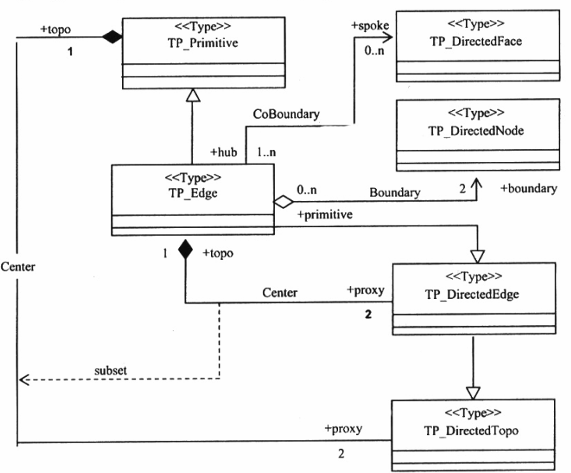 +topo
1
<<Type>>
TP_Primitive
+spoke
0..n
<<Type>>
TP_DirectedFace
CoBoundary
+hub
1..n
<<Type>>
TP_DirectedNode
<<Type>>
TP_Edge
0..n
Boundary
2
+boundary
+primitive
1
+topo
Center
Center
+proxy
2
<<Type>>
TP_DirectedEdge
subset
<<Type>>
TP_DirectedTopo
+proxy
2